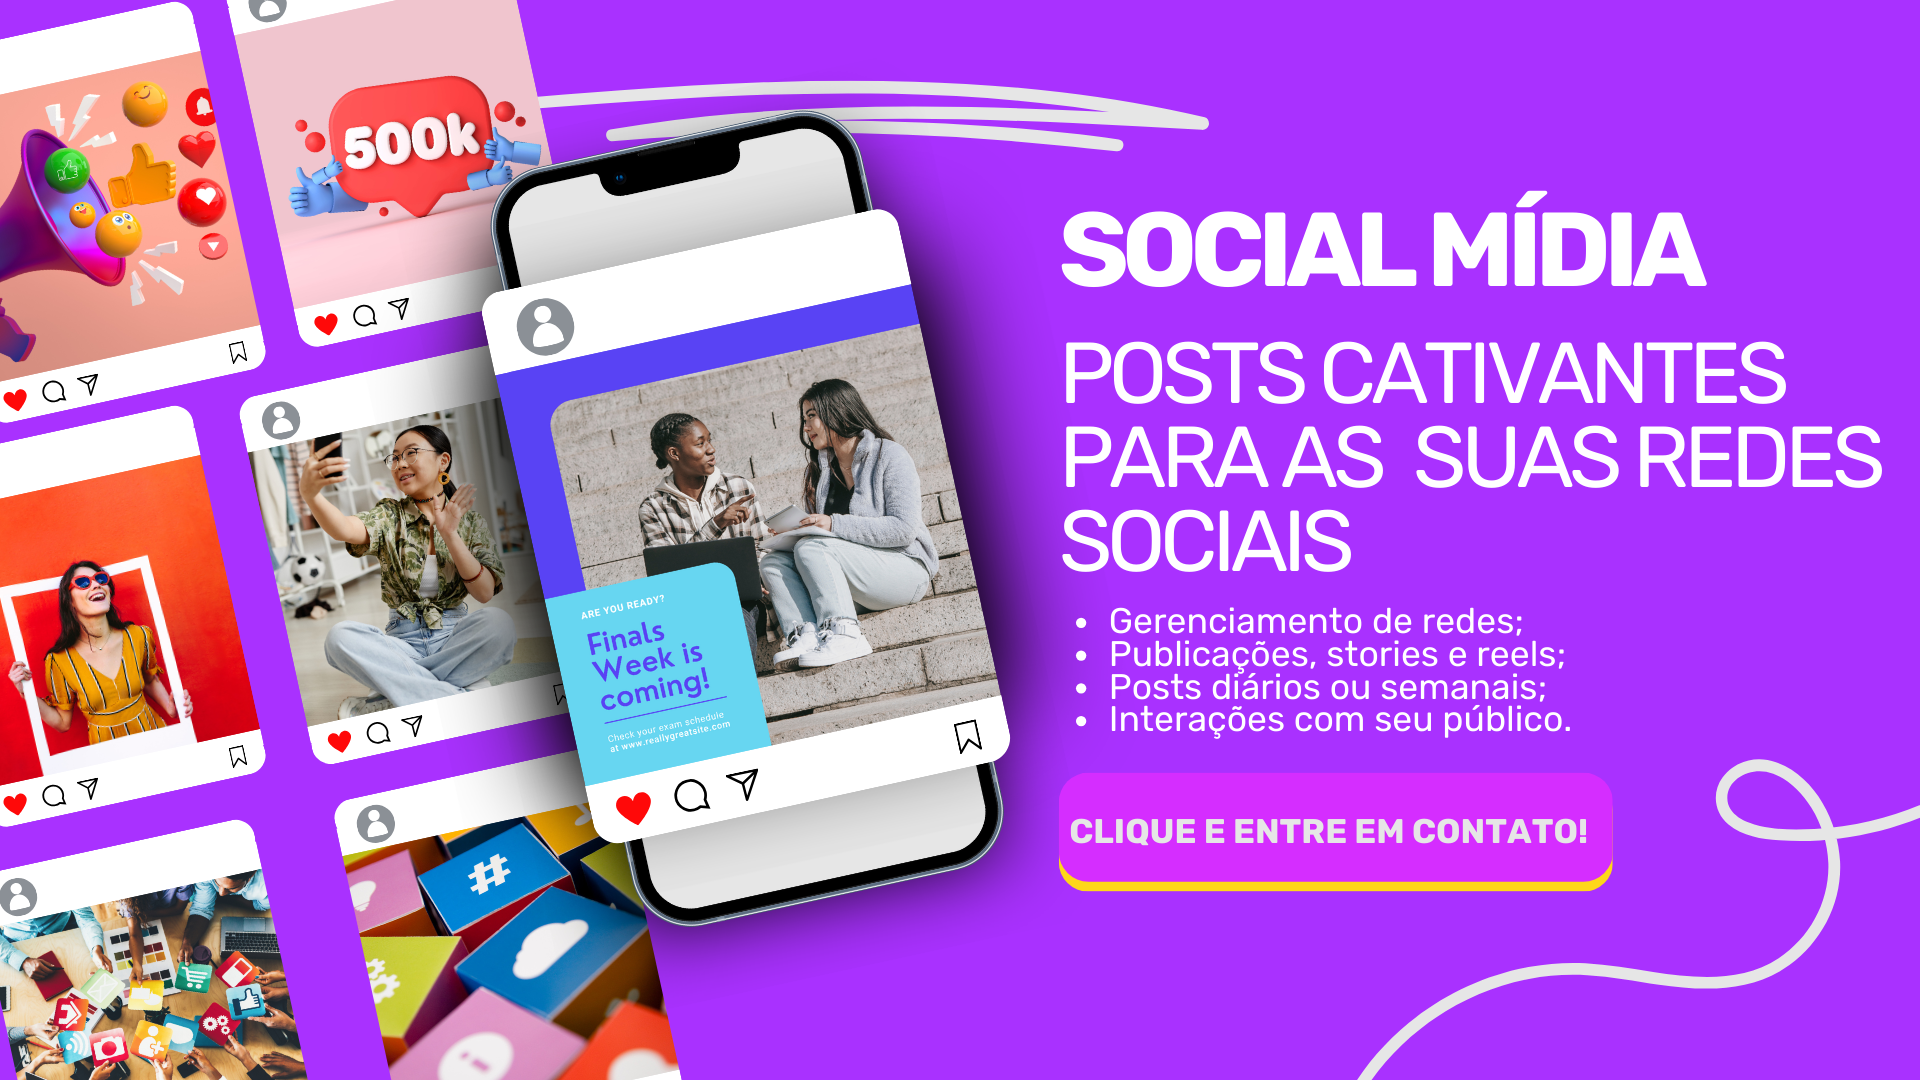 500k
ARE YOU READY?
Finals
Week is
coming!
Check your exam schedule
at www.reallygreatsite.com
SOCIAL MÍDIA
POSTS CATIVANTES
PARA AS SUAS REDES
SOCIAIS
• Gerenciamento de redes;
• Publicações, stories e reels;
• Posts diários ou semanais;
• Interações com seu público.
CLIQUE E ENTRE EM CONTATO!